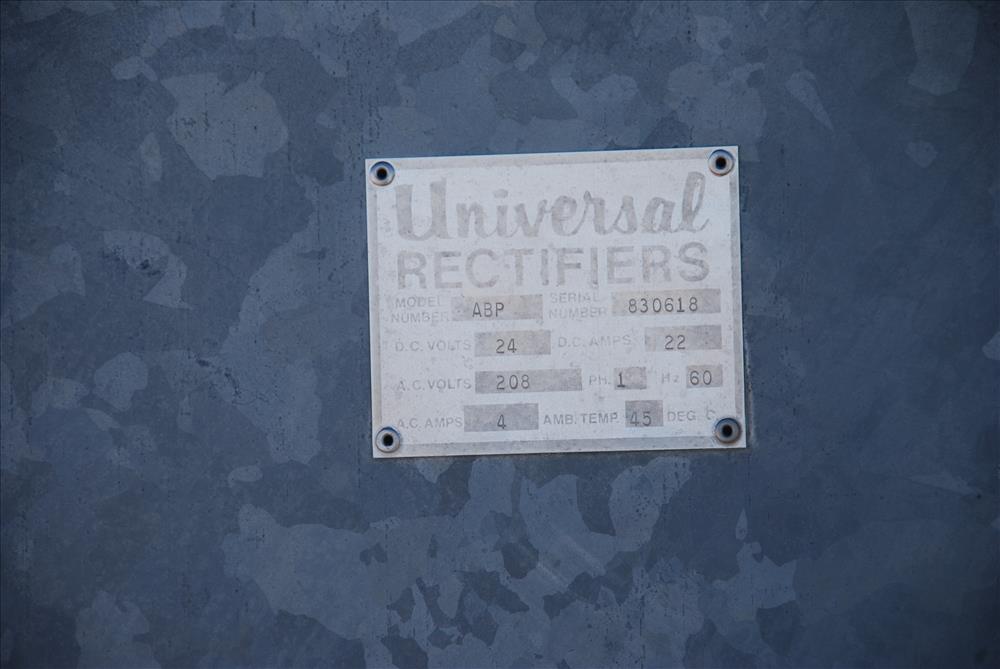 Universal
RECTIFIERS
MODEL NUMBER ABP SERIAL NUMBER 830618
D.C. VOLTS 24 D.C. AMPS 22
A.C. VOLTS 208 PH. 1 Hz 60
A.C. AMPS 4 AMB. TEMP. 45 DEG. C